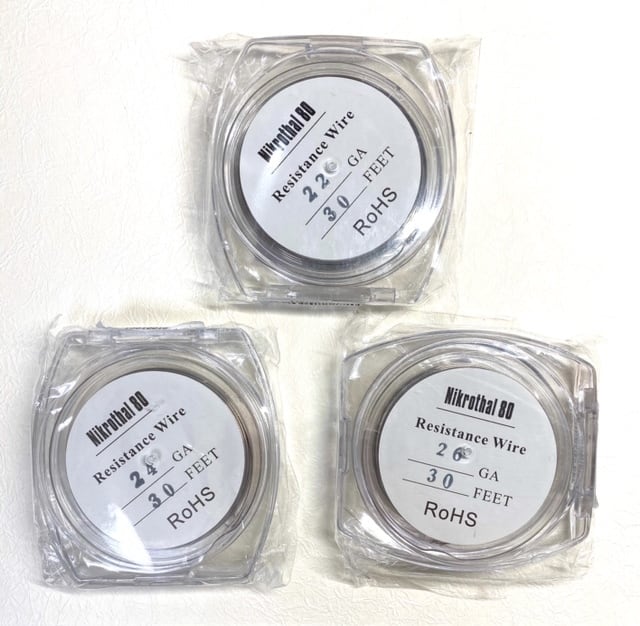 Nikrothal 80
Resistance Wire
22 GA
30 FEET
RoHS
Nikrothal 80
Resistance Wire
24 GA
30 FEET
RoHS
Nikrothal 80
Resistance Wire
26 GA
30 FEET
RoHS